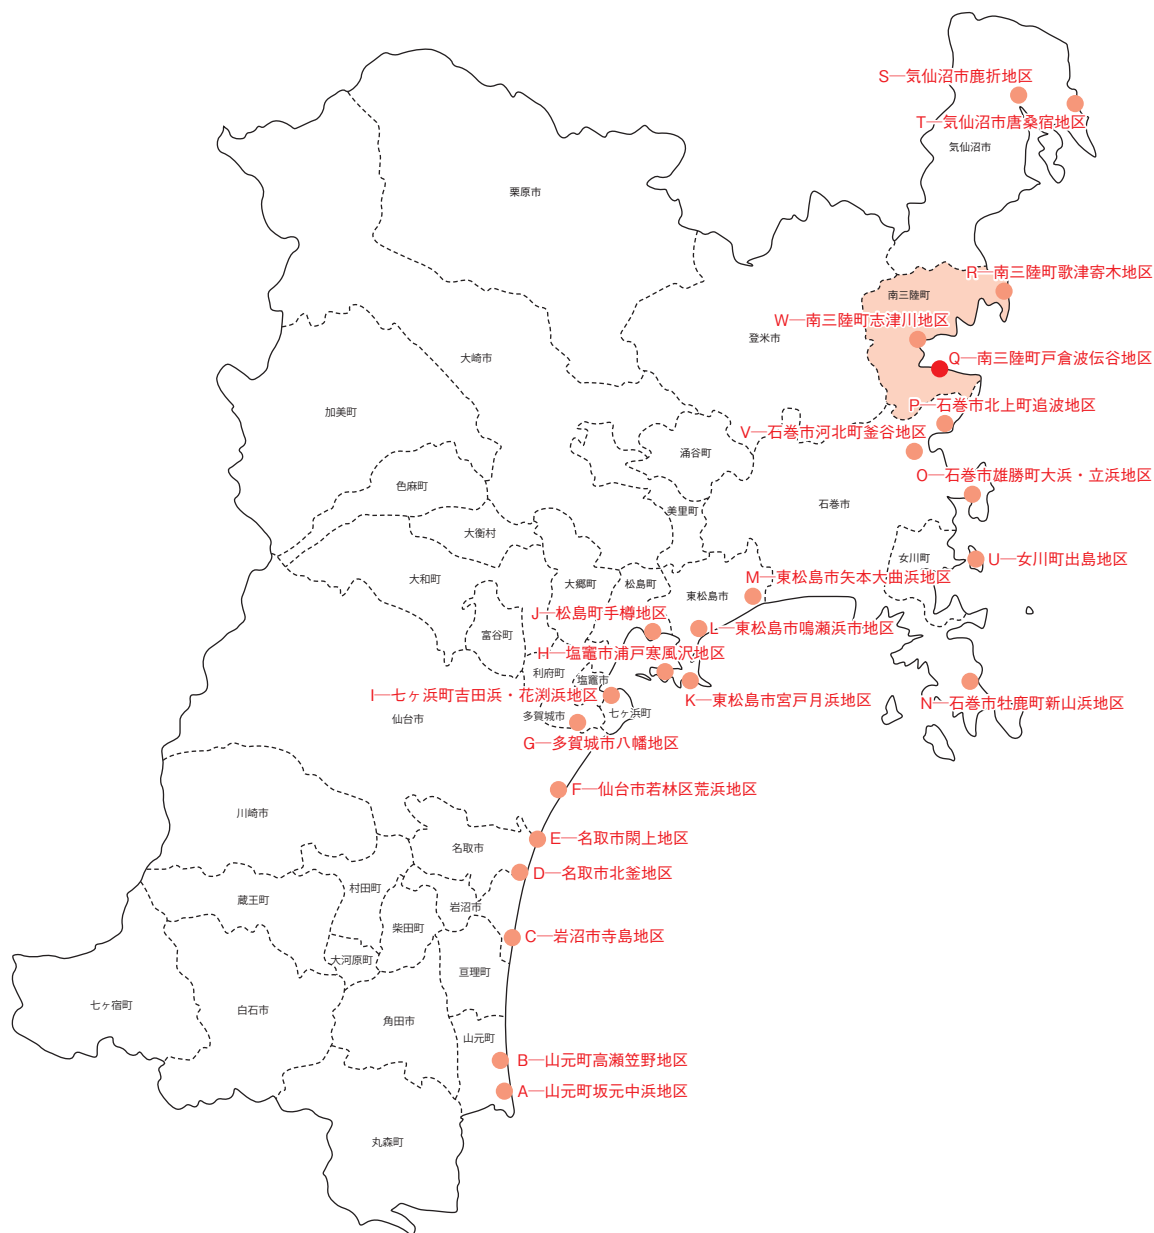 S―気仙沼市鹿折地区
T―気仙沼市唐桑宿地区
気仙沼市
栗原市
R―南三陸町歌津寄木地区
南三陸町
W―南三陸町志津川地区
登米市
大崎市
Q―南三陸町戸倉波伝谷地区
加美町
P―石巻市北上町追波地区
V―石巻市河北町釜谷地区
涌谷町
O―石巻市雄勝町大浜・立浜地区
色麻町
石巻市
美里町
大衡村
女川町
U―女川町出島地区
大和町
大郷町
松島町
M―東松島市矢本大曲浜地区
東松島市
J―松島町手樽地区
L―東松島市鳴瀬浜市地区
富谷町
H―塩竈市浦戸寒風沢地区
利府町
塩竈市
I―七ヶ浜町吉田浜・花渕浜地区
K―東松島市宮戸月浜地区
N―石巻市牡鹿町新山浜地区
仙台市
多賀城市
七ヶ浜町
G―多賀城市八幡地区
F―仙台市若林区荒浜地区
川崎市
E―名取市閖上地区
名取市
D―名取市北釜地区
村田町
蔵王町
岩沼市
柴田町
C―岩沼市寺島地区
大河原町
亘理町
七ヶ宿町
白石市
角田市
山元町
B―山元町高瀬笠野地区
A―山元町坂元中浜地区
丸森町